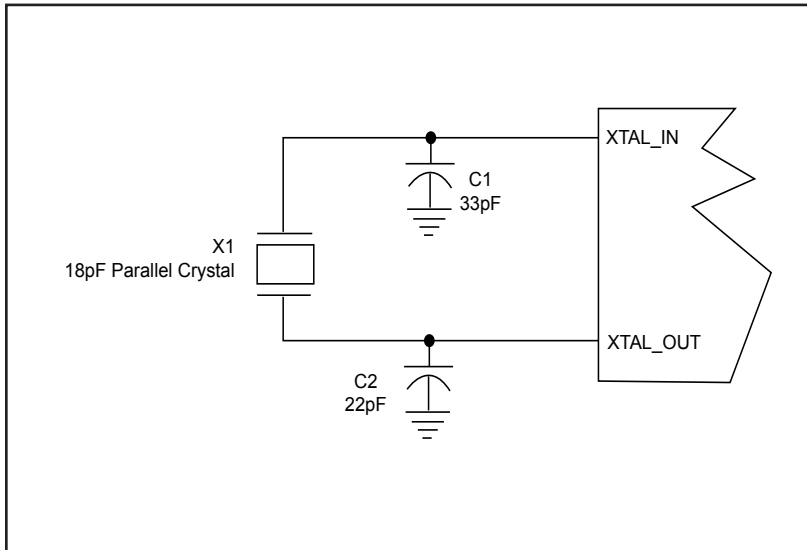 XTAL_IN
C1
33pF
X1
18pF Parallel Crystal
XTAL_OUT
C2
22pF